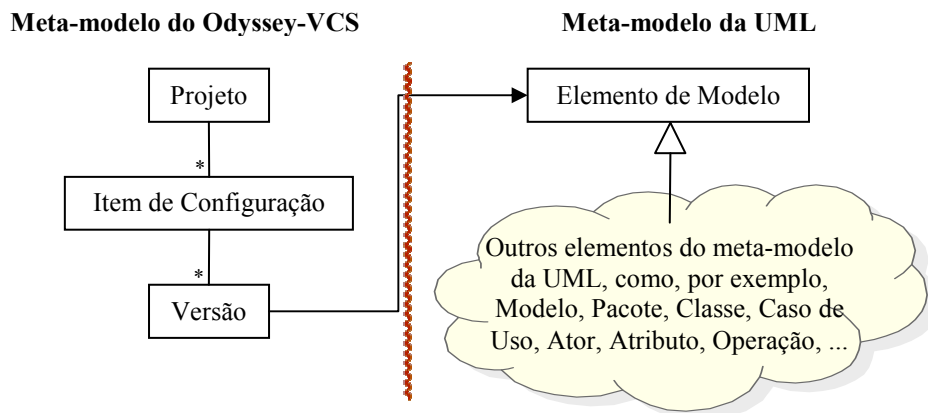 Meta-modelo do Odyssey-VCS
Meta-modelo da UML
Projeto
*
Item de Configuração
*
Versão
Elemento de Modelo
Outros elementos do meta-modelo
da UML, como, por exemplo,
Modelo, Pacote, Classe, Caso de
Uso, Ator, Atributo, Operação, ...